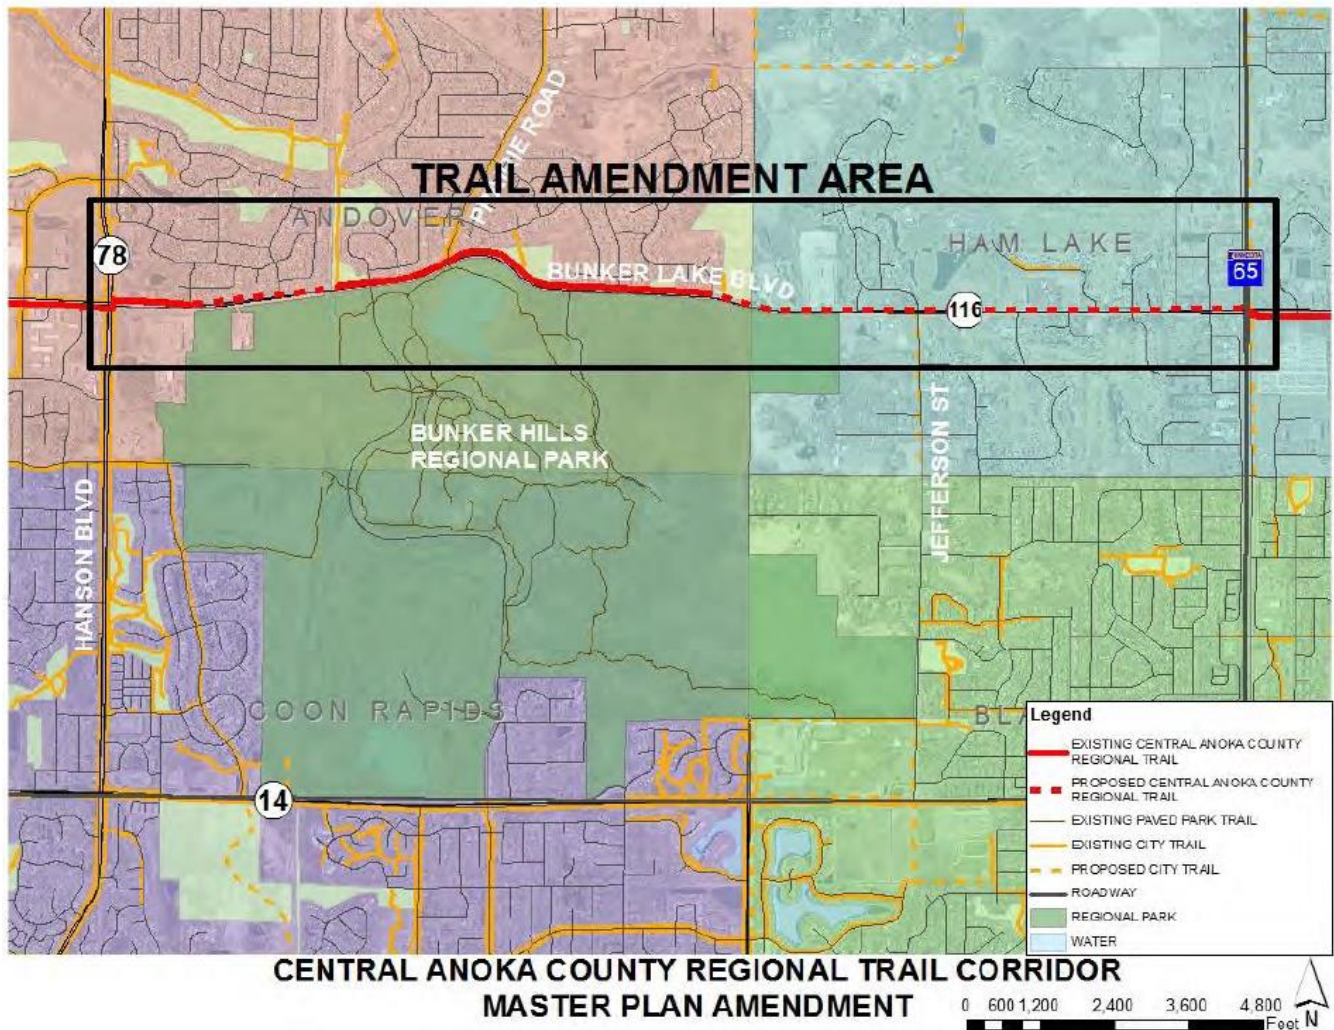 PRAIRIE ROAD
TRAIL AMENDMENT AREA
ANDOVER
HAM LAKE
78
BUNKER LAKE BLVD
MINNESOTA
65
116
BUNKER HILLS
REGIONAL PARK
JEFFERSON ST
HANSON BLVD
COON RAPIDS
BLA
14
Legend
EXISTING CENTRAL ANOKA COUNTY
REGIONAL TRAIL
PROPOSED CENTRAL ANOKA COUNTY
REGIONAL TRAIL
EXISTING PAVED PARK TRAIL
EXISTING CITY TRAIL
PROPOSED CITY TRAIL
ROADWAY
REGIONAL PARK
WATER
CENTRAL ANOKA COUNTY REGIONAL TRAIL CORRIDOR
MASTER PLAN AMENDMENT
0 600 1,200 2,400 3,600 4,800
Feet N